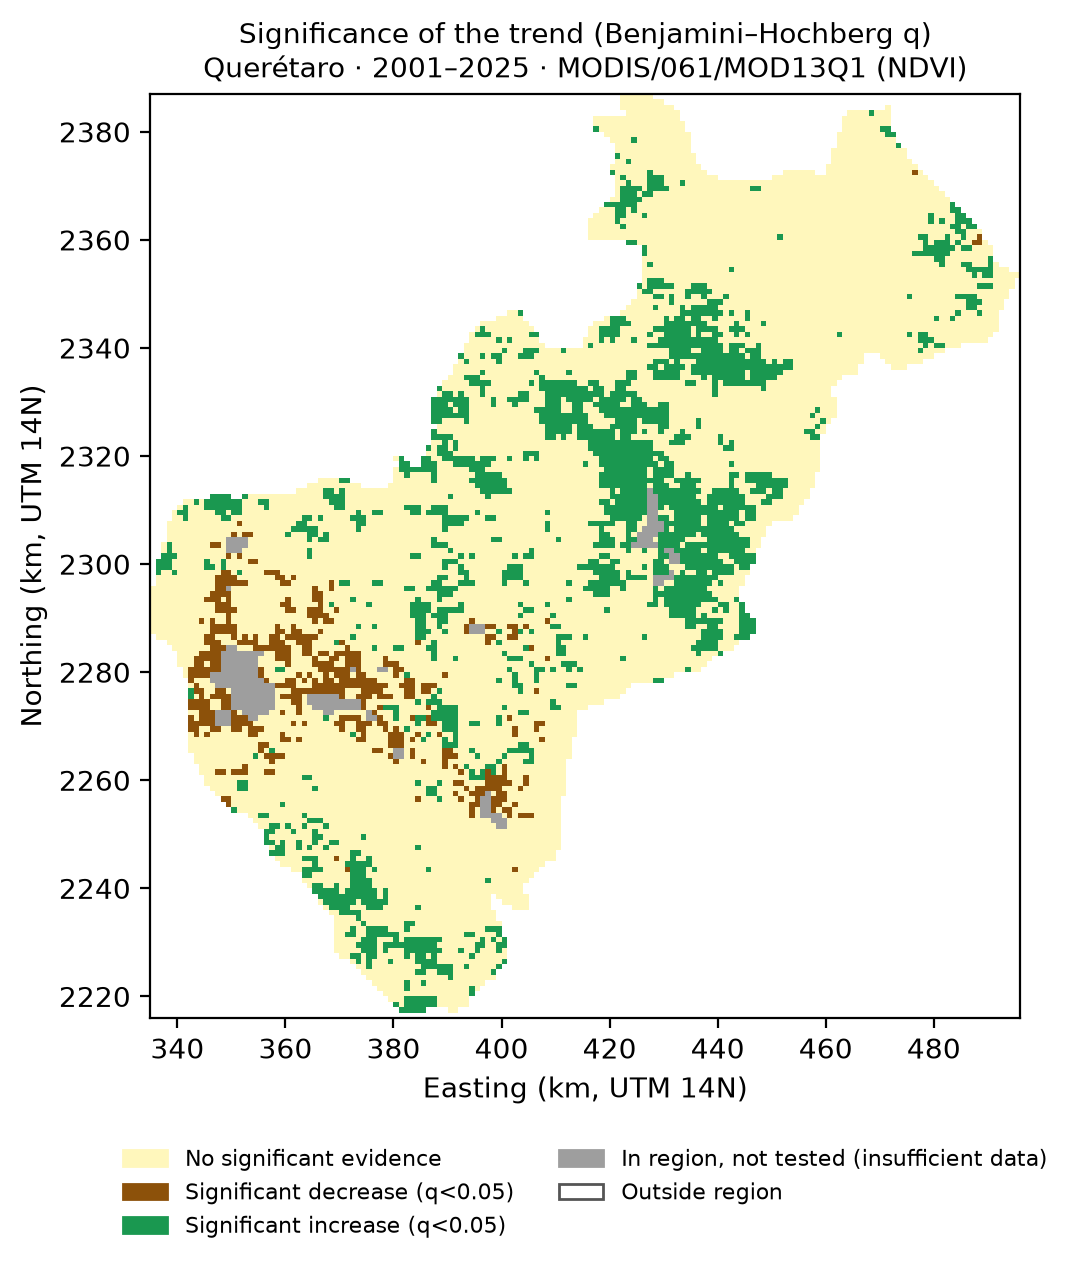 Significance of the trend (Benjamini–Hochberg q)
Querétaro · 2001–2025 · MODIS/061/MOD13Q1 (NDVI)
Northing (km, UTM 14N)
2380
2360
2340
2320
2300
2280
2260
2240
2220
340 360 380 400 420 440 460 480
Easting (km, UTM 14N)
No significant evidence
Significant decrease (q<0.05)
Significant increase (q<0.05)
In region, not tested (insufficient data)
Outside region